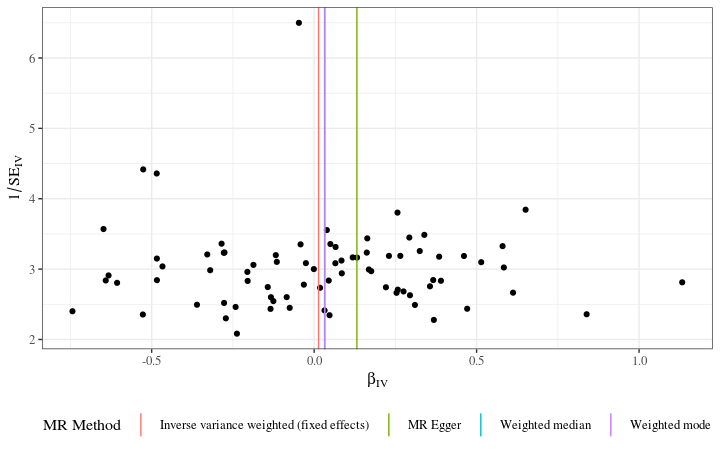 6
5
4
3
2
1/SE_IV
-0.5
0.0
0.5
1.0
β_IV
MR Method
Inverse variance weighted (fixed effects)
MR Egger
Weighted median
Weighted mode